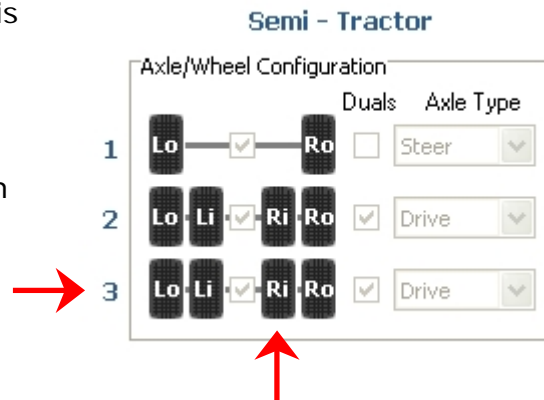 is
Semi - Tractor
Axle/Wheel Configuration
Duals Axle Type
1 Lo Ro Steer
n
2 Lo Li Ri Ro Drive
3 Lo Li Ri Ro Drive